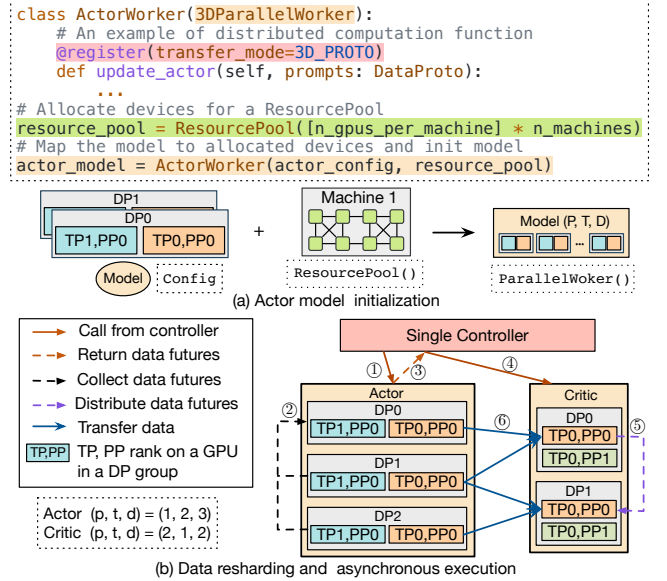 class ActorWorker(3DParallelWorker):
# An example of distributed computation function
@register(transfer_mode=3D_PROTO)
def update_actor(self, prompts: DataProto):
...
# Allocate devices for a ResourcePool
resource_pool = ResourcePool([n_gpus_per_machine] * n_machines)
# Map the model to allocated devices and init model
actor_model = ActorWorker(actor_config, resource_pool)
DP1
DP0
TP1,PP0 TP0,PP0
Model
Config
+
Machine 1
ResourcePool()
Model (P, T, D)
...
ParallelWoker()
(a) Actor model initialization
Call from controller
Return data futures
Collect data futures
Distribute data futures
Transfer data
TP,PP TP, PP rank on a GPU
in a DP group
Actor (p, t, d) = (1, 2, 3)
Critic (p, t, d) = (2, 1, 2)
Single Controller
① ③ ④
Actor
② DP0
TP1,PP0 TP0,PP0
DP1
TP1,PP0 TP0,PP0
DP2
TP1,PP0 TP0,PP0
⑥
Critic
DP0
TP0,PP0
TP0,PP1
⑤
DP1
TP0,PP0
TP0,PP1
(b) Data resharding and asynchronous execution